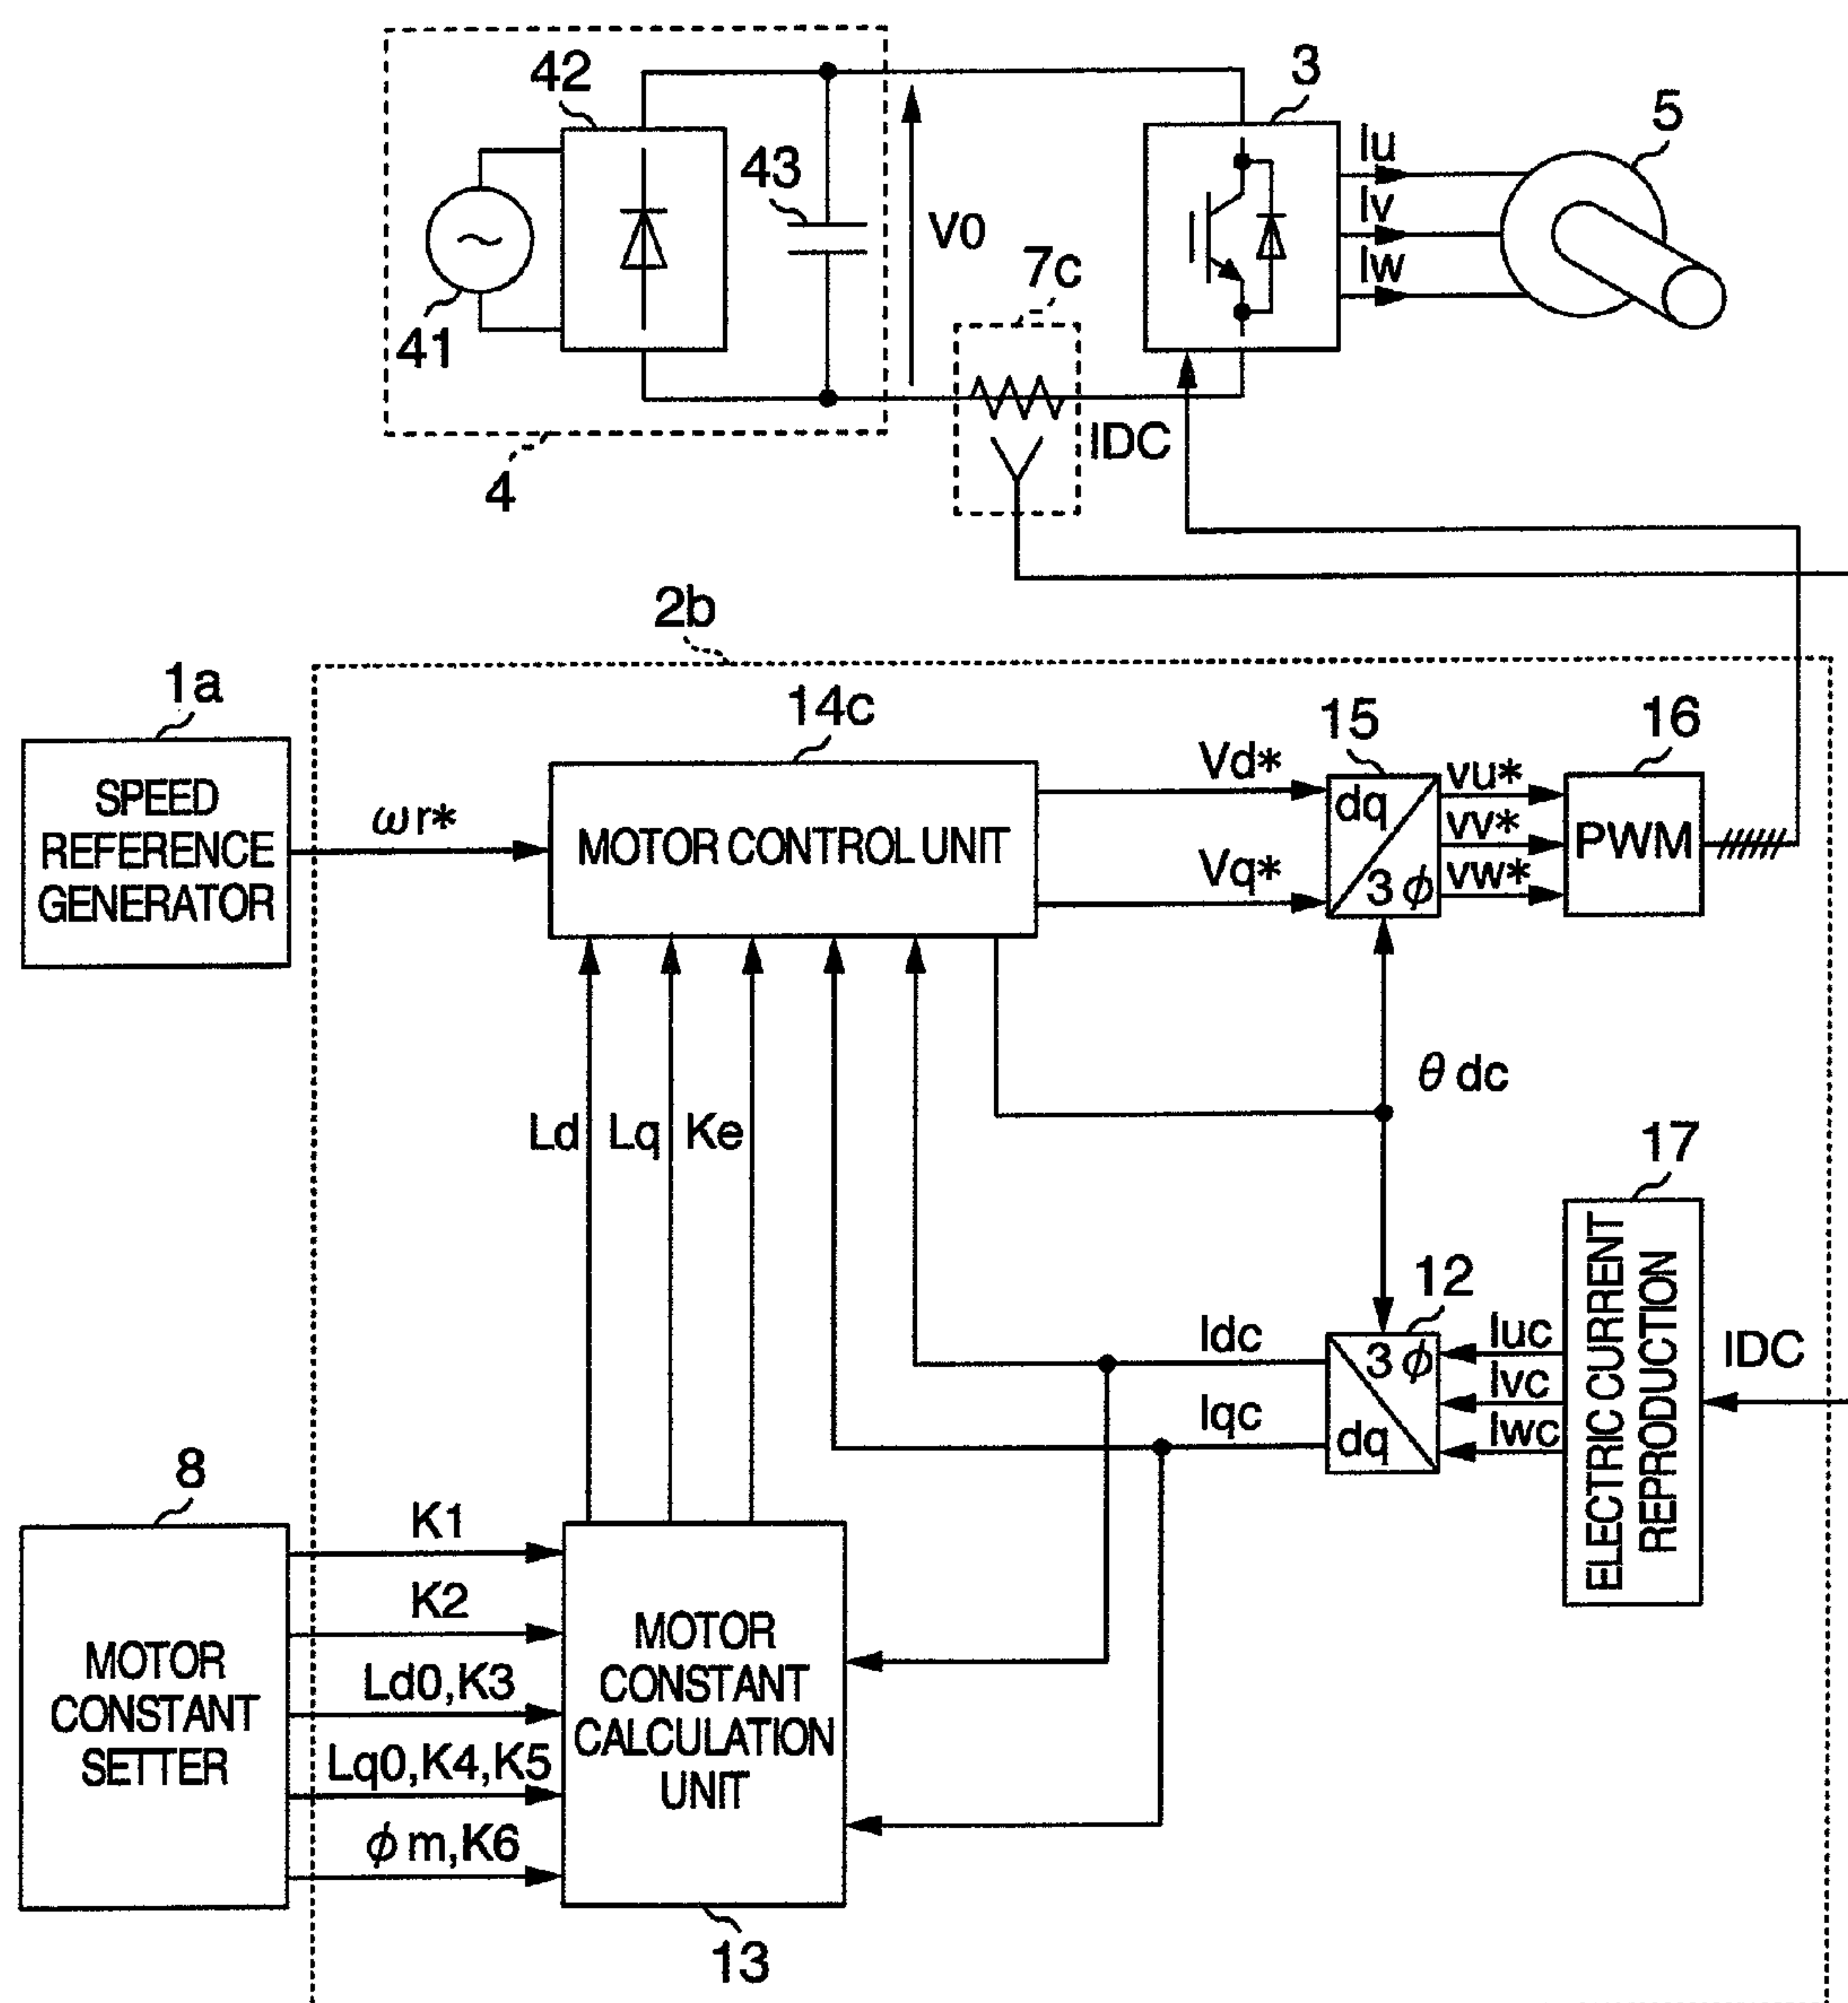 42
3
5
43
Iu
Iv
Iw
V0
7c
41
IDC
4
2b
1a
14c
15
16
SPEED
REFERENCE
GENERATOR
ωr*
MOTOR CONTROL UNIT
Vd*
Vq*
dq
3φ
vu*
vv*
vw*
PWM
θdc
Ld
Lq
Ke
17
12
Idc
Iqc
3φ
dq
Iuc
Ivc
Iwc
ELECTRIC CURRENT
REPRODUCTION
IDC
8
K1
K2
Ld0,K3
Lq0,K4,K5
φm,K6
MOTOR
CONSTANT
SETTER
MOTOR
CONSTANT
CALCULATION
UNIT
13